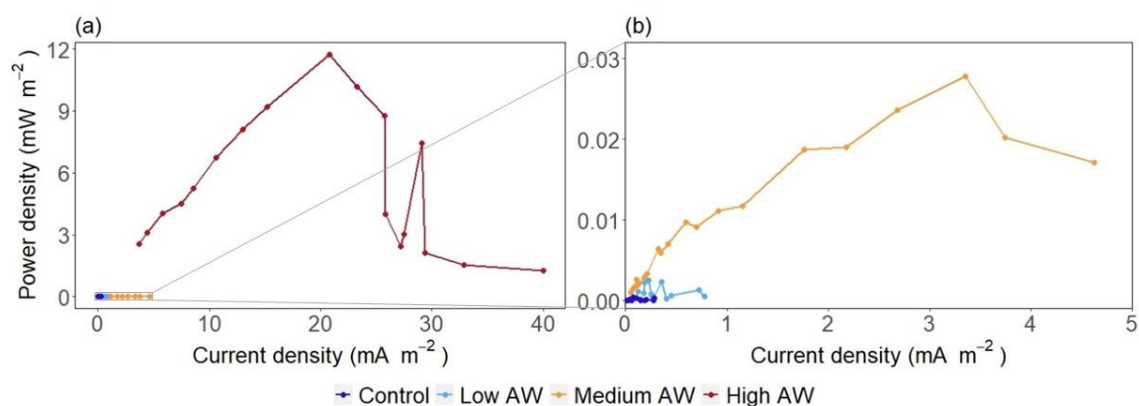 (a)
(b)
Power density (mW m⁻²)
12
9
6
3
0
0.03
0.02
0.01
0.00
0 10 20 30 40
0 1 2 3 4 5
Current density (mA m⁻²)
Current density (mA m⁻²)
Control Low AW Medium AW High AW